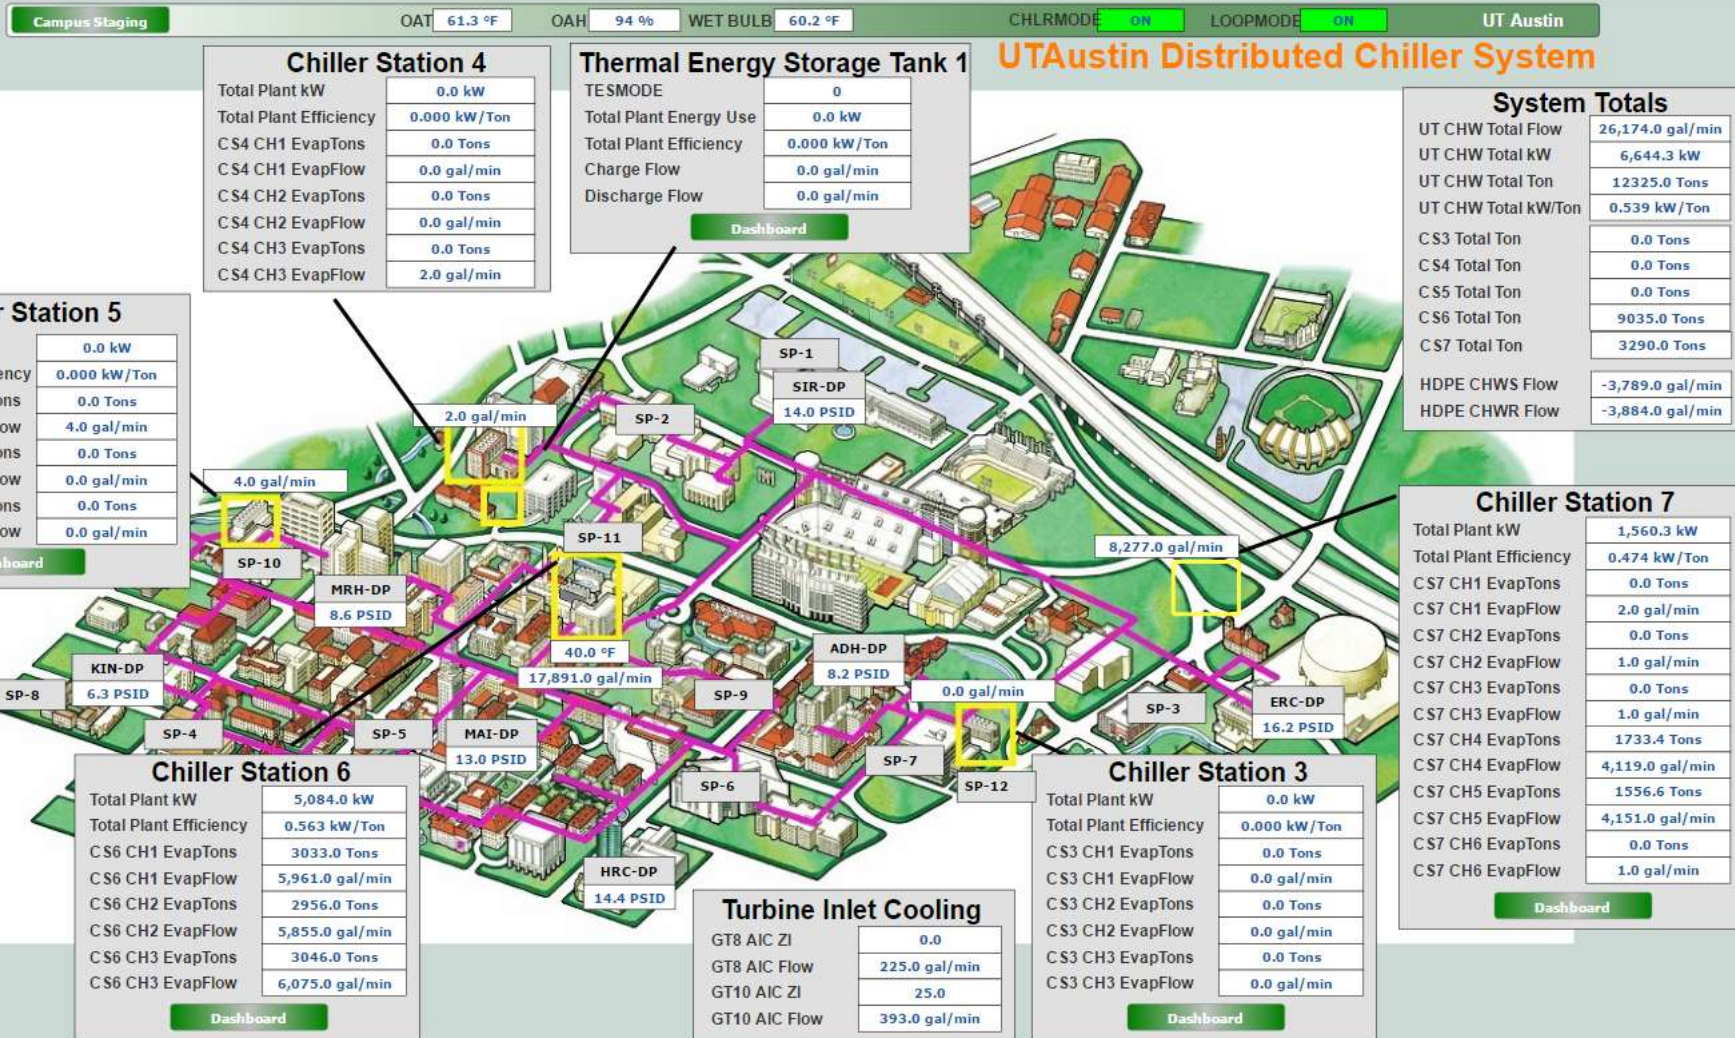 Campus Staging
OAT 61.3 °F OAH 94 % WET BULB 60.2 °F CHLRMODE ON LOOPMODE ON UT Austin
UTAustin Distributed Chiller System
Chiller Station 4
Total Plant kW 0.0 kW
Total Plant Efficiency 0.000 kW/Ton
CS4 CH1 EvapTons 0.0 Tons
CS4 CH1 EvapFlow 0.0 gal/min
CS4 CH2 EvapTons 0.0 Tons
CS4 CH2 EvapFlow 0.0 gal/min
CS4 CH3 EvapTons 0.0 Tons
CS4 CH3 EvapFlow 2.0 gal/min
Thermal Energy Storage Tank 1
TESMODE 0
Total Plant Energy Use 0.0 kW
Total Plant Efficiency 0.000 kW/Ton
Charge Flow 0.0 gal/min
Discharge Flow 0.0 gal/min
Dashboard
System Totals
UT CHW Total Flow 26,174.0 gal/min
UT CHW Total kW 6,644.3 kW
UT CHW Total Ton 12325.0 Tons
UT CHW Total kW/Ton 0.539 kW/Ton
CS3 Total Ton 0.0 Tons
CS4 Total Ton 0.0 Tons
CS5 Total Ton 0.0 Tons
CS6 Total Ton 9035.0 Tons
CS7 Total Ton 3290.0 Tons
HDPE CHWS Flow -3,789.0 gal/min
HDPE CHWR Flow -3,884.0 gal/min
r Station 5
0.0 kW
ency 0.000 kW/Ton
ons 0.0 Tons
ow 4.0 gal/min
ons 0.0 Tons
ow 0.0 gal/min
ons 0.0 Tons
ow 0.0 gal/min
hboard
SP-1
SIR-DP
14.0 PSID
2.0 gal/min
SP-2
4.0 gal/min
SP-10
SP-11
MRH-DP
8.6 PSID
8,277.0 gal/min
40.0 °F
17,891.0 gal/min
KIN-DP
6.3 PSID
SP-8
ADH-DP
8.2 PSID
0.0 gal/min
SP-9
SP-3
ERC-DP
16.2 PSID
SP-4
SP-5
MAI-DP
13.0 PSID
SP-7
SP-6
SP-12
HRC-DP
14.4 PSID
Chiller Station 7
Total Plant kW 1,560.3 kW
Total Plant Efficiency 0.474 kW/Ton
CS7 CH1 EvapTons 0.0 Tons
CS7 CH1 EvapFlow 2.0 gal/min
CS7 CH2 EvapTons 0.0 Tons
CS7 CH2 EvapFlow 1.0 gal/min
CS7 CH3 EvapTons 0.0 Tons
CS7 CH3 EvapFlow 1.0 gal/min
CS7 CH4 EvapTons 1733.4 Tons
CS7 CH4 EvapFlow 4,119.0 gal/min
CS7 CH5 EvapTons 1556.6 Tons
CS7 CH5 EvapFlow 4,151.0 gal/min
CS7 CH6 EvapTons 0.0 Tons
CS7 CH6 EvapFlow 1.0 gal/min
Dashboard
Chiller Station 6
Total Plant kW 5,084.0 kW
Total Plant Efficiency 0.563 kW/Ton
CS6 CH1 EvapTons 3033.0 Tons
CS6 CH1 EvapFlow 5,961.0 gal/min
CS6 CH2 EvapTons 2956.0 Tons
CS6 CH2 EvapFlow 5,855.0 gal/min
CS6 CH3 EvapTons 3046.0 Tons
CS6 CH3 EvapFlow 6,075.0 gal/min
Dashboard
Turbine Inlet Cooling
GT8 AIC ZI 0.0
GT8 AIC Flow 225.0 gal/min
GT10 AIC ZI 25.0
GT10 AIC Flow 393.0 gal/min
Chiller Station 3
Total Plant kW 0.0 kW
Total Plant Efficiency 0.000 kW/Ton
CS3 CH1 EvapTons 0.0 Tons
CS3 CH1 EvapFlow 0.0 gal/min
CS3 CH2 EvapTons 0.0 Tons
CS3 CH2 EvapFlow 0.0 gal/min
CS3 CH3 EvapTons 0.0 Tons
CS3 CH3 EvapFlow 0.0 gal/min
Dashboard